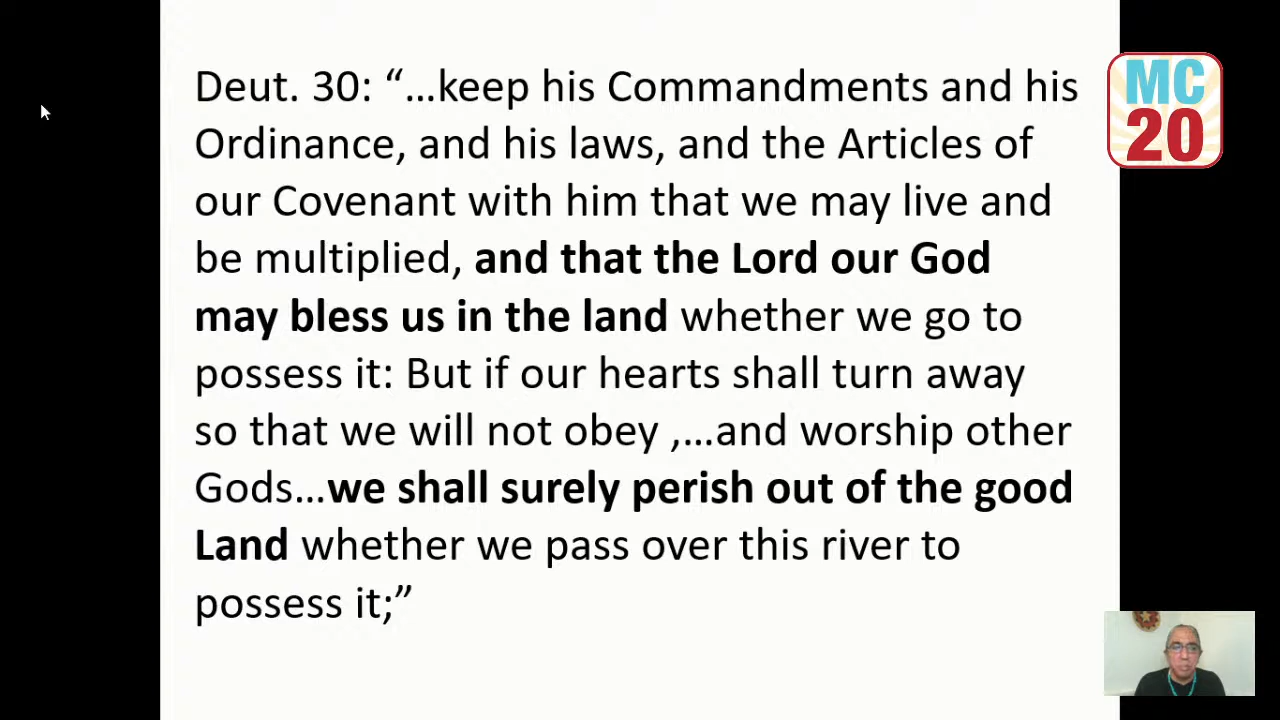 Deut. 30: “…keep his Commandments and his
Ordinance, and his laws, and the Articles of
our Covenant with him that we may live and
be multiplied, and that the Lord our God
may bless us in the land whether we go to
possess it: But if our hearts shall turn away
so that we will not obey ,…and worship other
Gods…we shall surely perish out of the good
Land whether we pass over this river to
possess it;”
MC
20